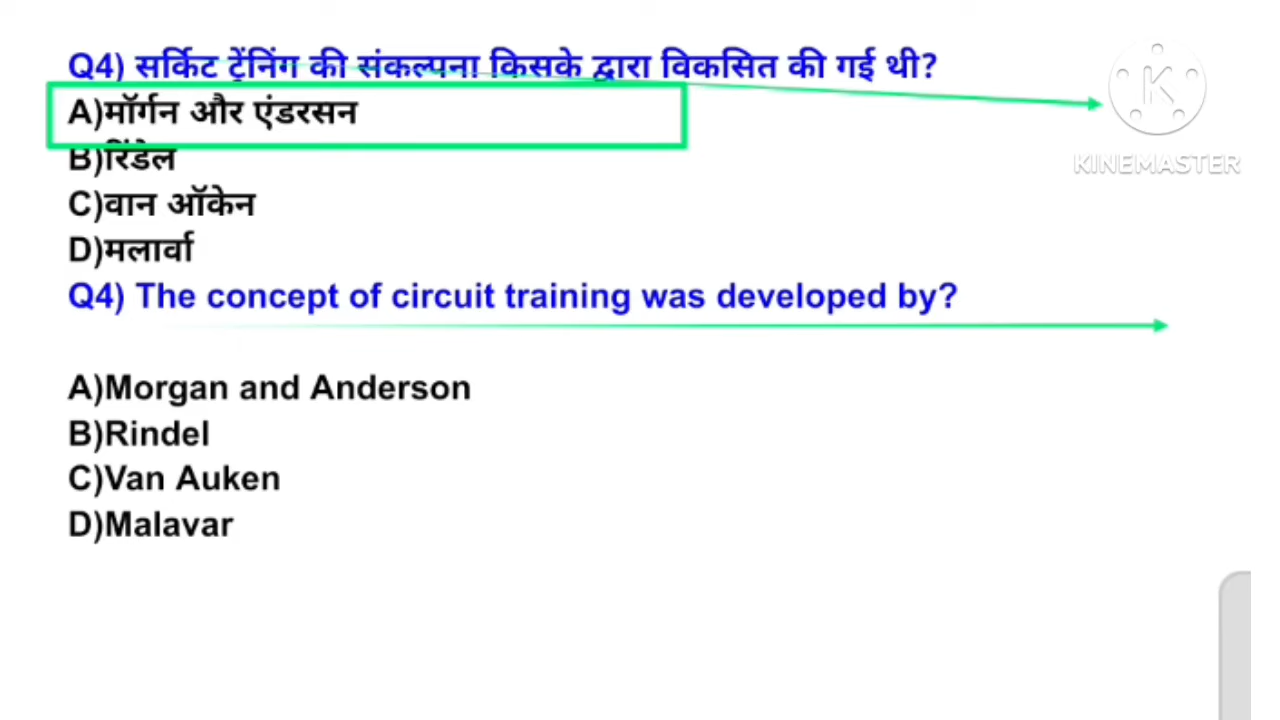 Q4) सर्किट ट्रेंनिंग की संकल्पना किसके द्वारा विकसित की गई थी?
A)मॉर्गन और एंडरसन
B)रिंडेल
C)वान ऑकेन
D)मलार्वा
Q4) The concept of circuit training was developed by?
A)Morgan and Anderson
B)Rindel
C)Van Auken
D)Malavar
K
KINEMASTER